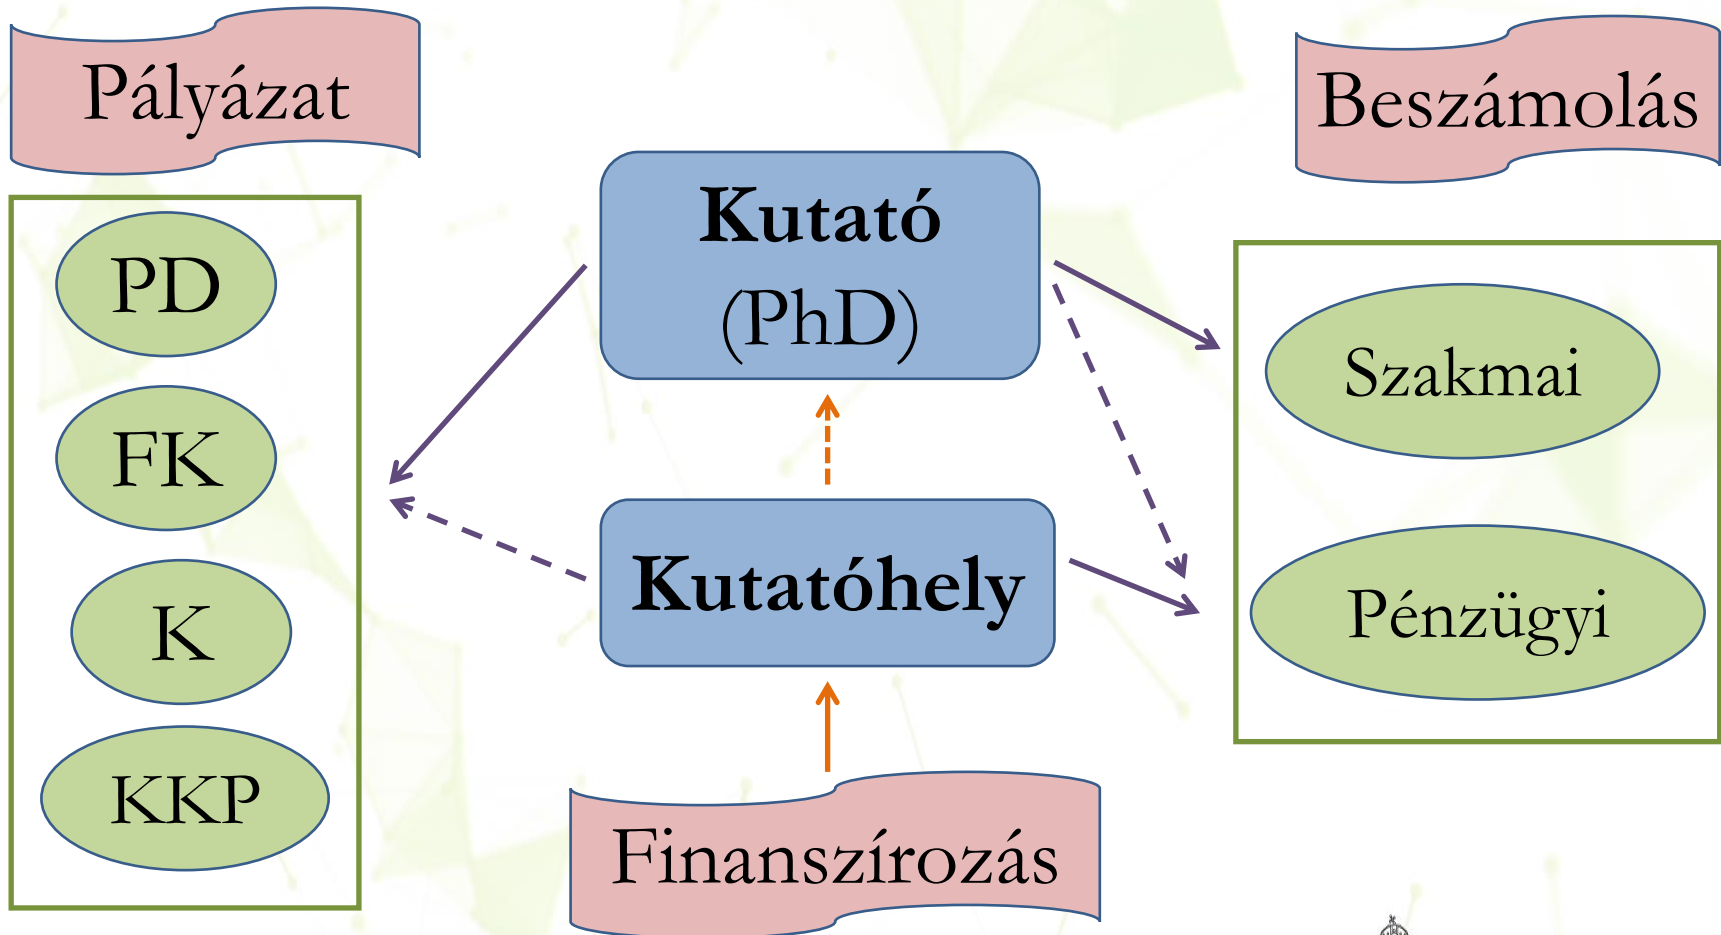 Pályázat
PD
FK
K
KKP
Kutató
(PhD)
Kutatóhely
Finanszírozás
Beszámolás
Szakmai
Pénzügyi